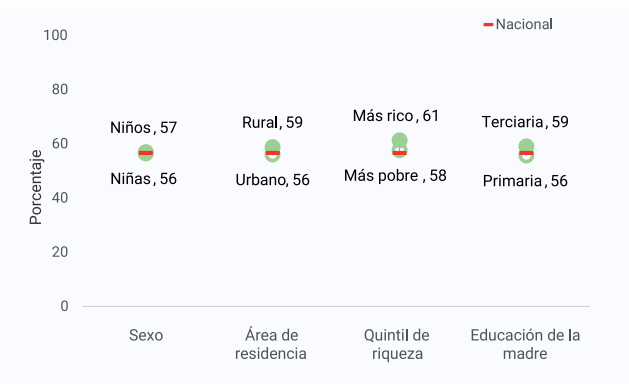 Nacional
Porcentaje
100
80
60
40
20
0
Niños, 57
Niñas, 56
Rural, 59
Urbano, 56
Más rico, 61
Más pobre , 58
Terciaria, 59
Primaria, 56
Sexo
Área de
residencia
Quintil de
riqueza
Educación de la
madre